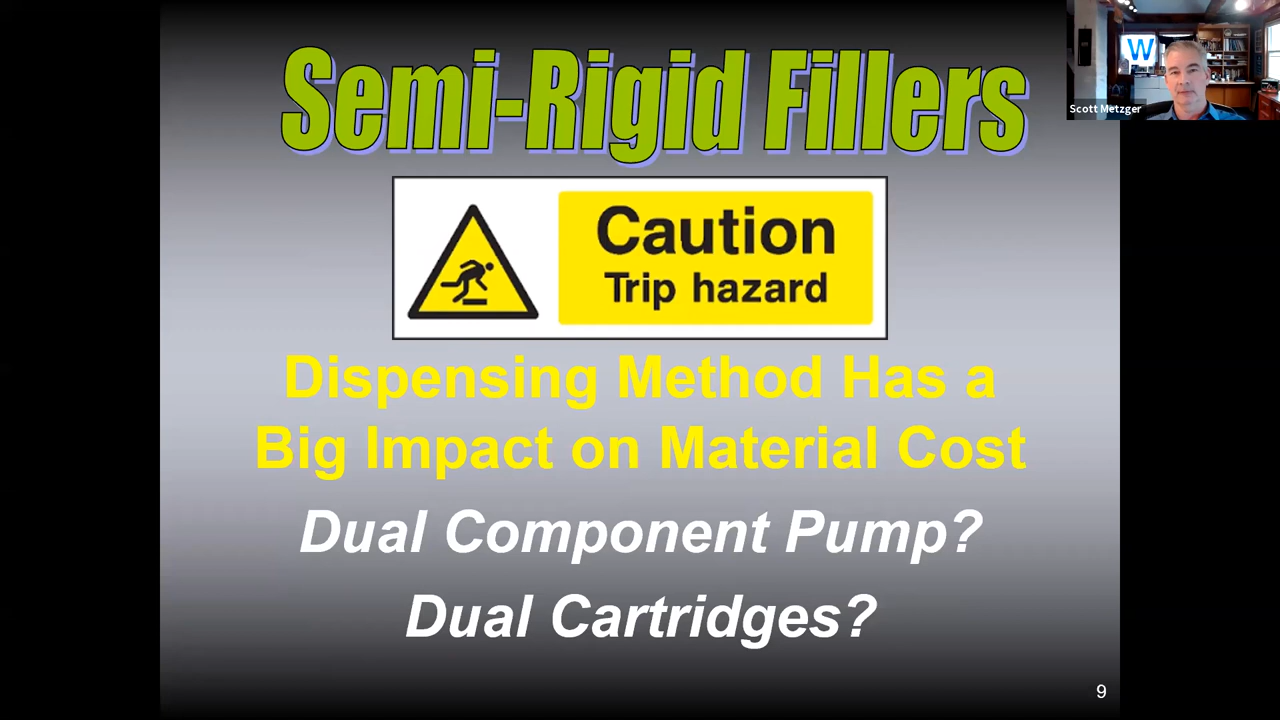 Semi-Rigid Fillers
W
Scott Metzger
Caution
Trip hazard
Dispensing Method Has a
Big Impact on Material Cost
Dual Component Pump?
Dual Cartridges?
9